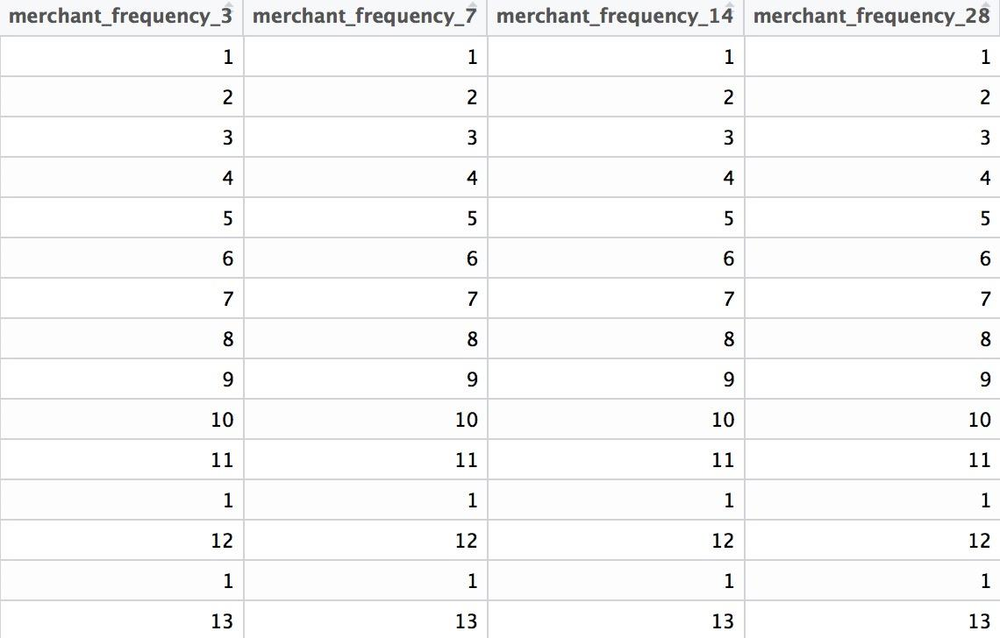 merchant_frequency_3 merchant_frequency_7 merchant_frequency_14 merchant_frequency_28
1 1 1 1
2 2 2 2
3 3 3 3
4 4 4 4
5 5 5 5
6 6 6 6
7 7 7 7
8 8 8 8
9 9 9 9
10 10 10 10
11 11 11 11
1 1 1 1
12 12 12 12
1 1 1 1
13 13 13 13